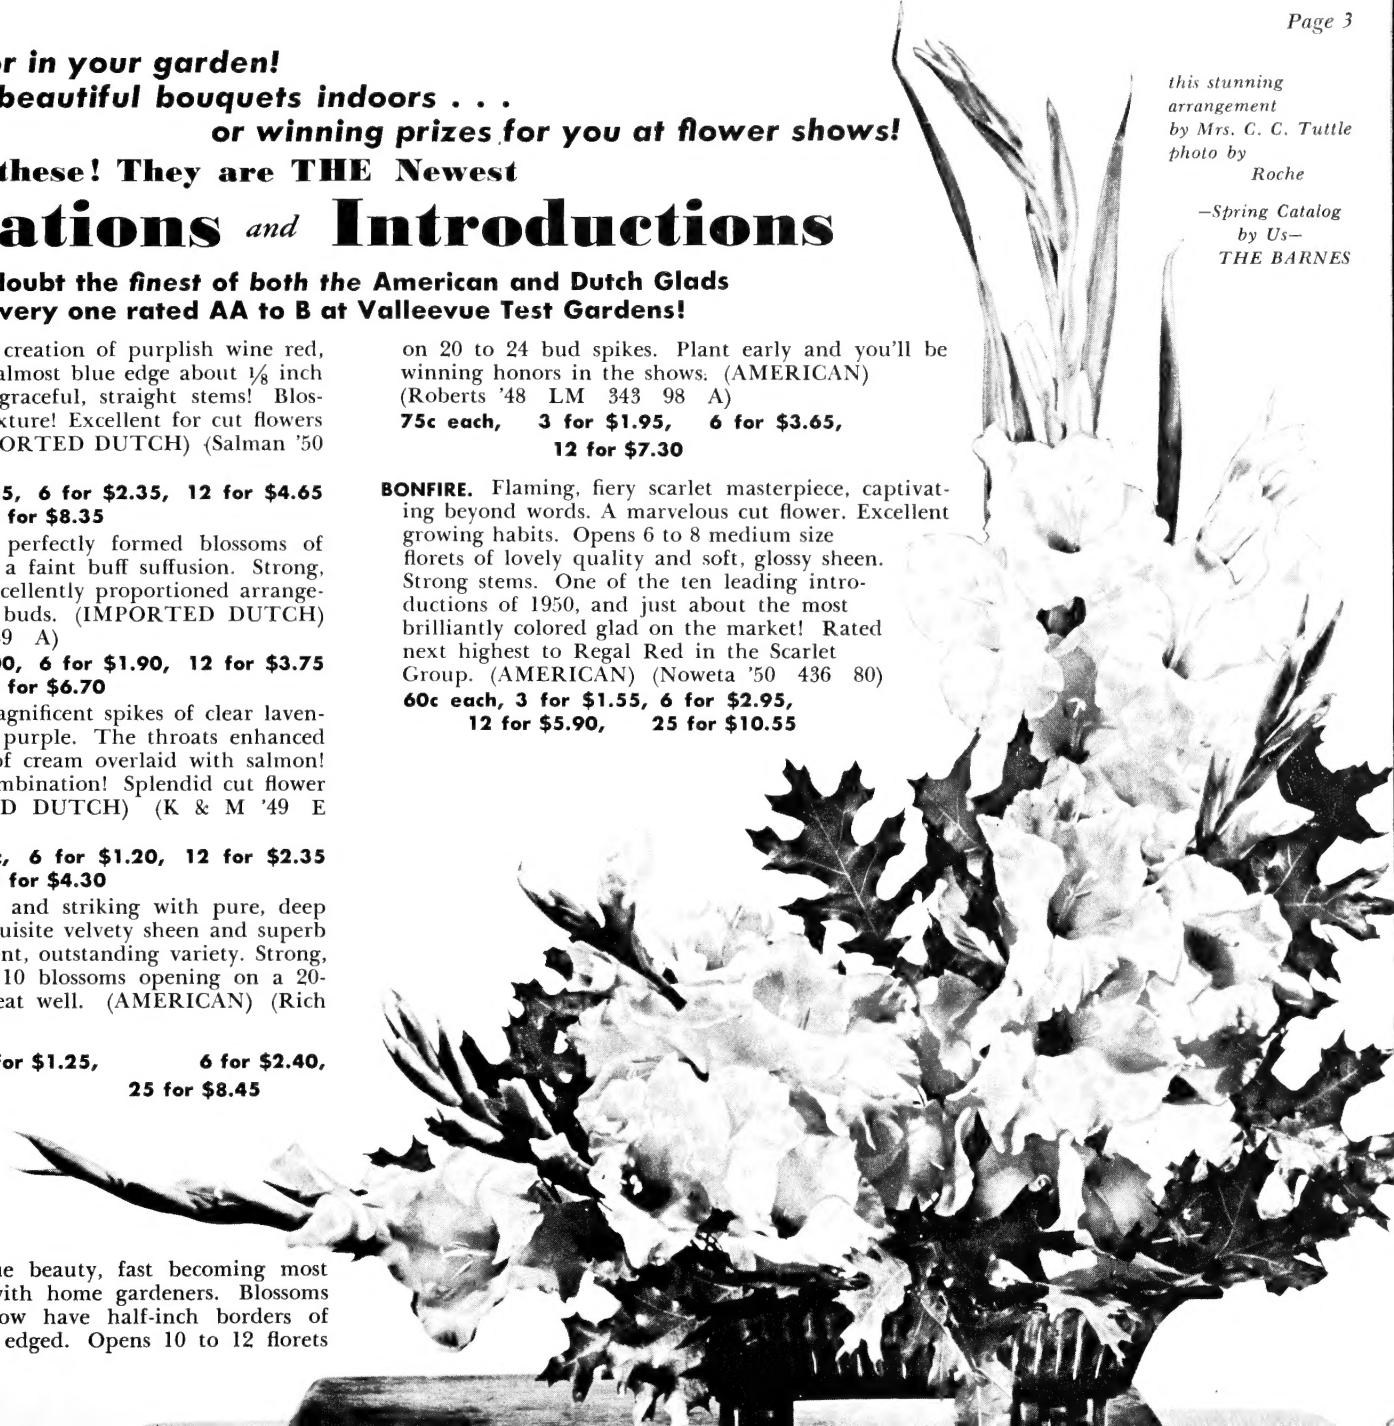 Page 3
this stunning
arrangement
by Mrs. C. C. Tuttle
photo by
Roche
—Spring Catalog
by Us—
THE BARNES
r in your garden!
beautiful bouquets indoors . . .
or winning prizes for you at flower shows!
these! They are THE Newest
ations and Introductions
doubt the finest of both the American and Dutch Glads
very one rated AA to B at Valleevue Test Gardens!
creation of purplish wine red,
almost blue edge about ⅛ inch
graceful, straight stems! Blos-
xture! Excellent for cut flowers
ORTED DUTCH) (Salman '50
5, 6 for $2.35, 12 for $4.65
for $8.35
perfectly formed blossoms of
a faint buff suffusion. Strong,
cellently proportioned arrange-
buds. (IMPORTED DUTCH)
9 A)
00, 6 for $1.90, 12 for $3.75
for $6.70
agnificent spikes of clear laven-
purple. The throats enhanced
of cream overlaid with salmon!
mbination! Splendid cut flower
D DUTCH) (K & M '49 E
, 6 for $1.20, 12 for $2.35
for $4.30
and striking with pure, deep
uisite velvety sheen and superb
nt, outstanding variety. Strong,
10 blossoms opening on a 20-
eat well. (AMERICAN) (Rich
for $1.25, 6 for $2.40,
25 for $8.45
ue beauty, fast becoming most
with home gardeners. Blossoms
ow have half-inch borders of
edged. Opens 10 to 12 florets
on 20 to 24 bud spikes. Plant early and you'll be
winning honors in the shows. (AMERICAN)
(Roberts '48 LM 343 98 A)
75c each, 3 for $1.95, 6 for $3.65,
12 for $7.30
BONFIRE. Flaming, fiery scarlet masterpiece, captivat-
ing beyond words. A marvelous cut flower. Excellent
growing habits. Opens 6 to 8 medium size
florets of lovely quality and soft, glossy sheen.
Strong stems. One of the ten leading intro-
ductions of 1950, and just about the most
brilliantly colored glad on the market! Rated
next highest to Regal Red in the Scarlet
Group. (AMERICAN) (Noweta '50 436 80)
60c each, 3 for $1.55, 6 for $2.95,
12 for $5.90, 25 for $10.55